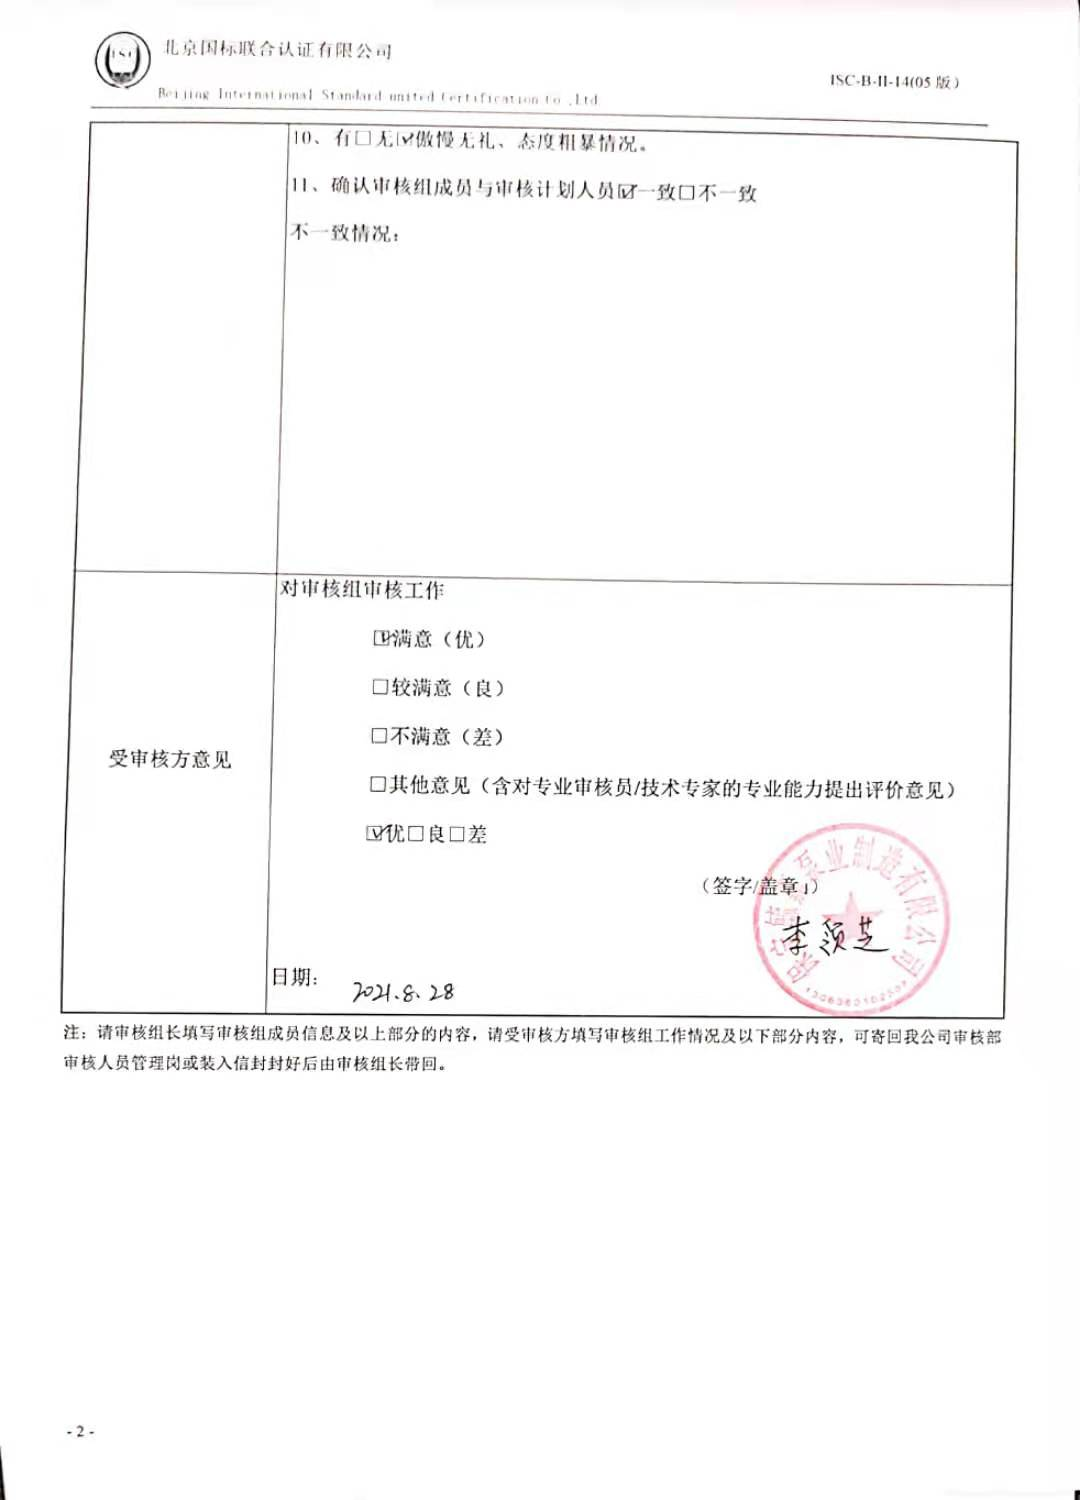 北京国标联合认证有限公司
ISC-B-II-14(05 版)
Beijing International Standard united Certification Co.,Ltd.
10、有□无☑傲慢无礼、态度粗暴情况。
11、确认审核组成员与审核计划人员☑一致□不一致
不一致情况：
受审核方意见
对审核组审核工作
☑满意（优）
□较满意（良）
□不满意（差）
□其他意见（含对专业审核员/技术专家的专业能力提出评价意见）
☑优□良□差
（签字/盖章）
泵业制造有限公司
日期：
2021.8.28
注：请审核组长填写审核组成员信息及以上部分的内容，请受审核方填写审核组工作情况及以下部分内容，可寄回我公司审核部
审核人员管理岗或装入信封封好后由审核组长带回。
- 2 -